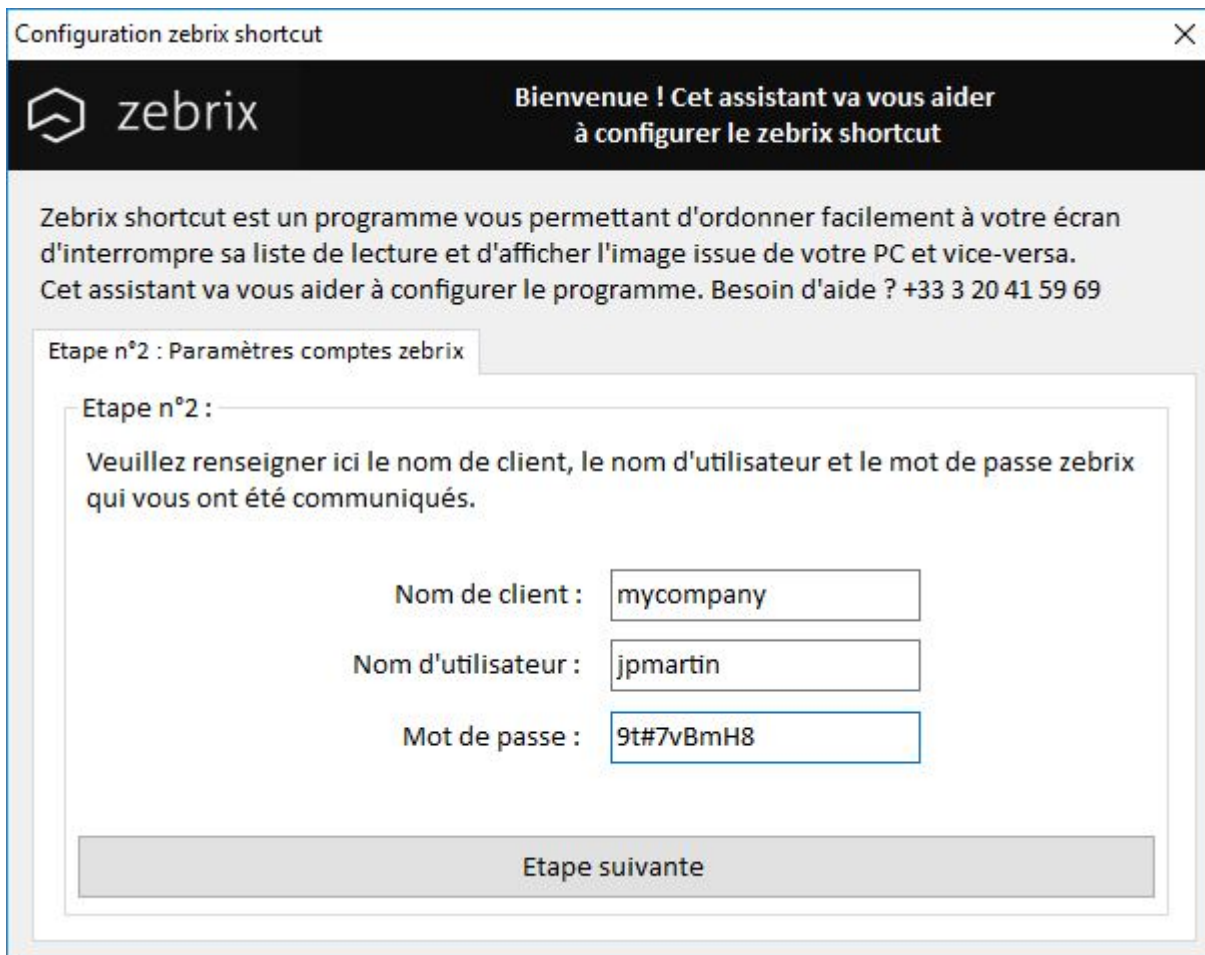 Configuration zebrix shortcut
zebrix
Bienvenue ! Cet assistant va vous aider
à configurer le zebrix shortcut
Zebrix shortcut est un programme vous permettant d'ordonner facilement à votre écran
d'interrompre sa liste de lecture et d'afficher l'image issue de votre PC et vice-versa.
Cet assistant va vous aider à configurer le programme. Besoin d'aide ? +33 3 20 41 59 69
Etape n°2 : Paramètres comptes zebrix
Etape n°2 :
Veuillez renseigner ici le nom de client, le nom d'utilisateur et le mot de passe zebrix
qui vous ont été communiqués.
Nom de client : mycompany
Nom d'utilisateur : jpmartin
Mot de passe : 9t#7vBmH8
Etape suivante